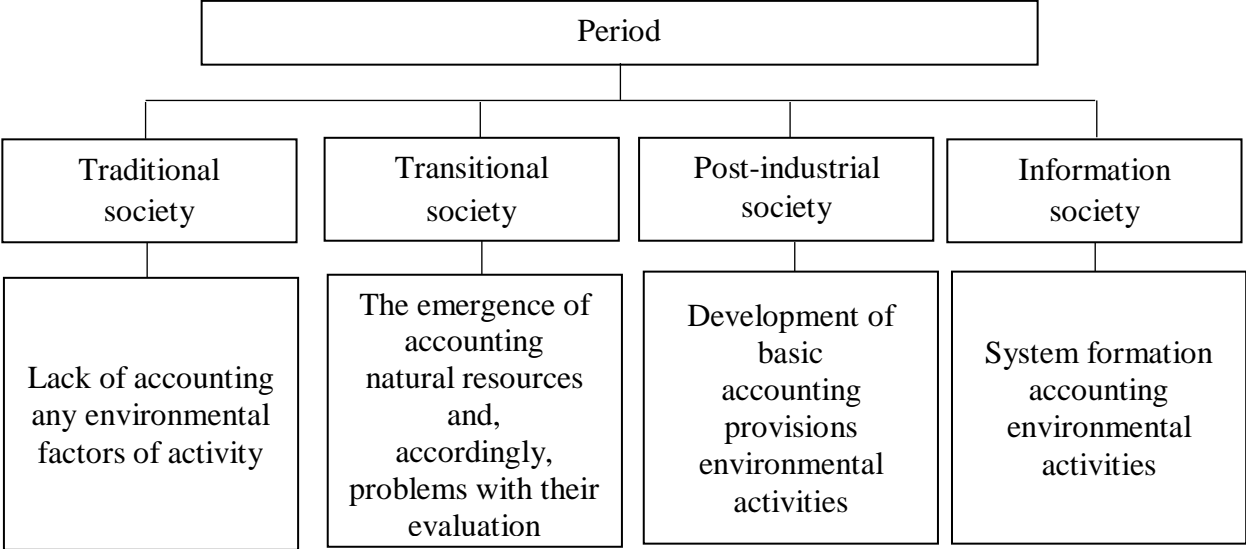 Period
Traditional
society
Transitional
society
Post-industrial
society
Information
society
Lack of accounting
any environmental
factors of activity
The emergence of
accounting
natural resources
and,
accordingly,
problems with their
evaluation
Development of
basic
accounting
provisions
environmental
activities
System formation
accounting
environmental
activities